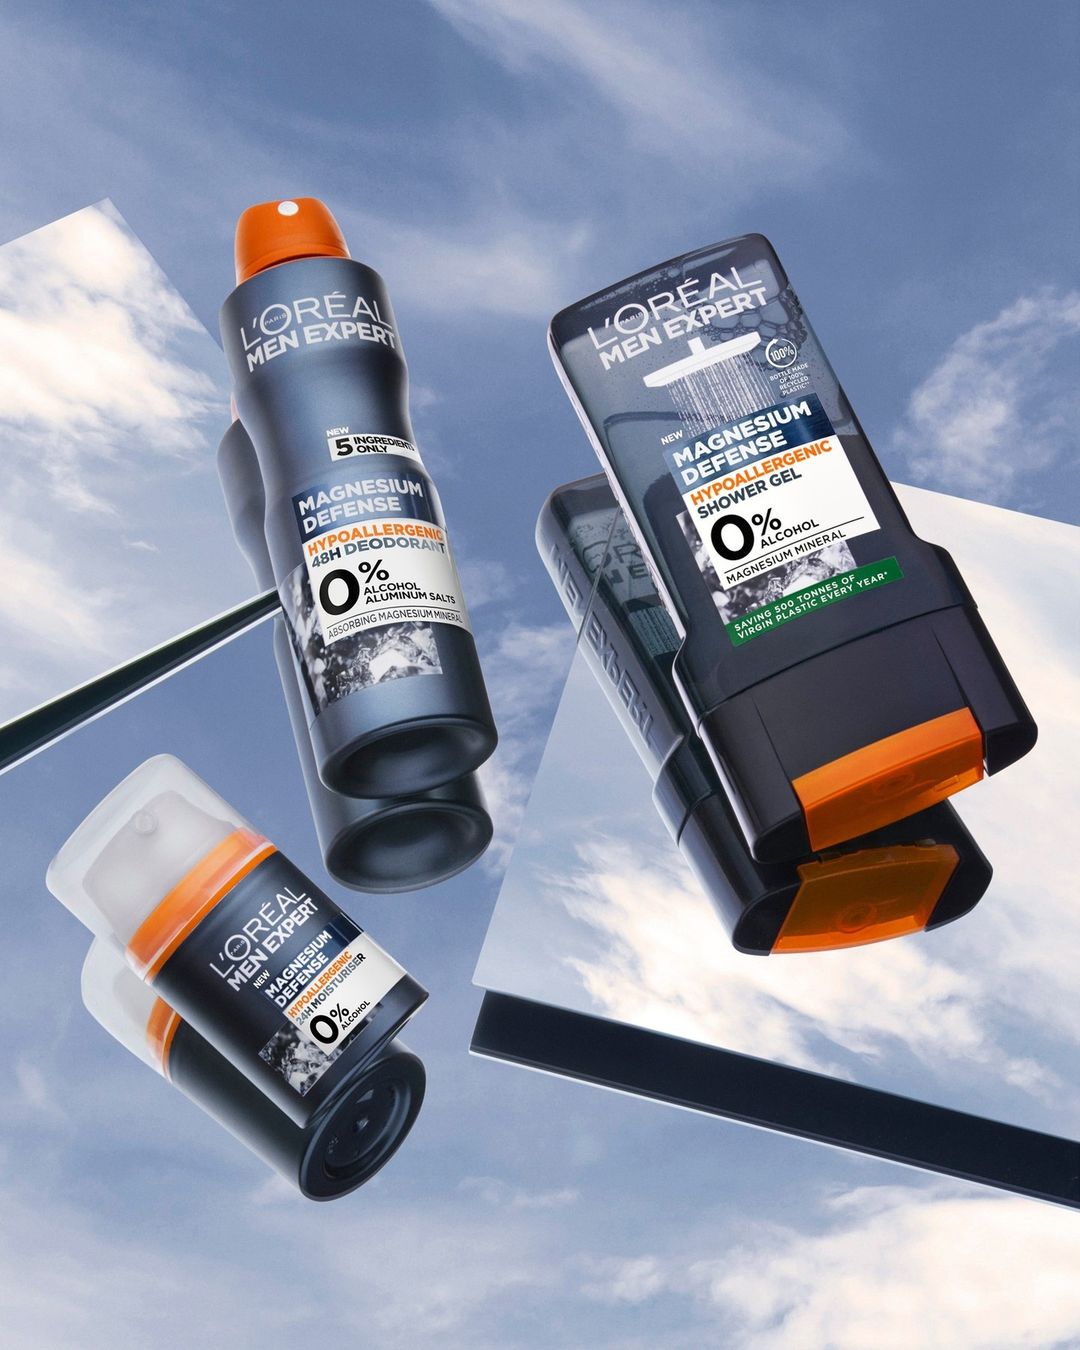 L'ORÉAL
PARIS
MEN EXPERT
NEW
5 INGREDIENTS
ONLY
MAGNESIUM
DEFENSE
HYPOALLERGENIC
48H DEODORANT
0%
ALCOHOL
ALUMINUM SALTS
ABSORBING MAGNESIUM MINERAL
L'ORÉAL
PARIS
MEN EXPERT
100%
BOTTLE MADE
OF 100%
RECYCLED
PLASTIC**
NEW
MAGNESIUM
DEFENSE
HYPOALLERGENIC
SHOWER GEL
0%
ALCOHOL
MAGNESIUM MINERAL
SAVING 500 TONNES OF
VIRGIN PLASTIC EVERY YEAR*
L'ORÉAL
PARIS
MEN EXPERT
NEW
MAGNESIUM
DEFENSE
HYPOALLERGENIC
24H MOISTURISER
0%
ALCOHOL